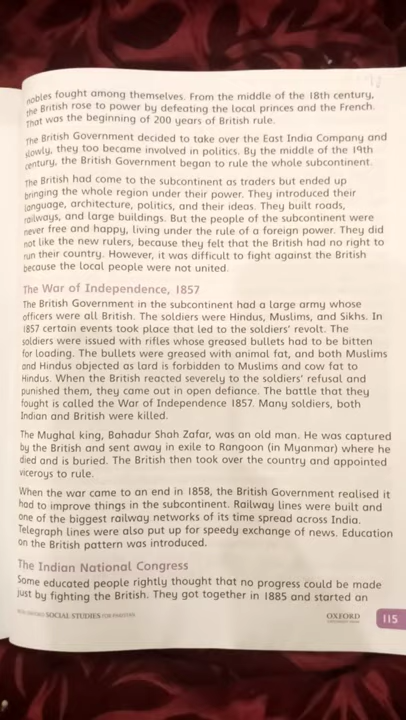 nobles fought among themselves. From the middle of the 18th century,
the British rose to power by defeating the local princes and the French.
That was the beginning of 200 years of British rule.
The British Government decided to take over the East India Company and
slowly, they too became involved in politics. By the middle of the 19th
century, the British Government began to rule the whole subcontinent.
The British had come to the subcontinent as traders but ended up
bringing the whole region under their power. They introduced their
language, architecture, politics, and their ideas. They built roads,
railways, and large buildings. But the people of the subcontinent were
never free and happy, living under the rule of a foreign power. They did
not like the new rulers, because they felt that the British had no right to
run their country. However, it was difficult to fight against the British
because the local people were not united.
The War of Independence, 1857
The British Government in the subcontinent had a large army whose
officers were all British. The soldiers were Hindus, Muslims, and Sikhs. In
1857 certain events took place that led to the soldiers' revolt. The
soldiers were issued with rifles whose greased bullets had to be bitten
for loading. The bullets were greased with animal fat, and both Muslims
and Hindus objected as lard is forbidden to Muslims and cow fat to
Hindus. When the British reacted severely to the soldiers' refusal and
punished them, they came out in open defiance. The battle that they
fought is called the War of Independence 1857. Many soldiers, both
Indian and British were killed.
The Mughal king, Bahadur Shah Zafar, was an old man. He was captured
by the British and sent away in exile to Rangoon (in Myanmar) where he
died and is buried. The British then took over the country and appointed
viceroys to rule.
When the war came to an end in 1858, the British Government realised it
had to improve things in the subcontinent. Railway lines were built and
one of the biggest railway networks of its time spread across India.
Telegraph lines were also put up for speedy exchange of news. Education
on the British pattern was introduced.
The Indian National Congress
Some educated people rightly thought that no progress could be made
just by fighting the British. They got together in 1885 and started an
SOCIAL STUDIES FOR PAKISTAN
OXFORD
115